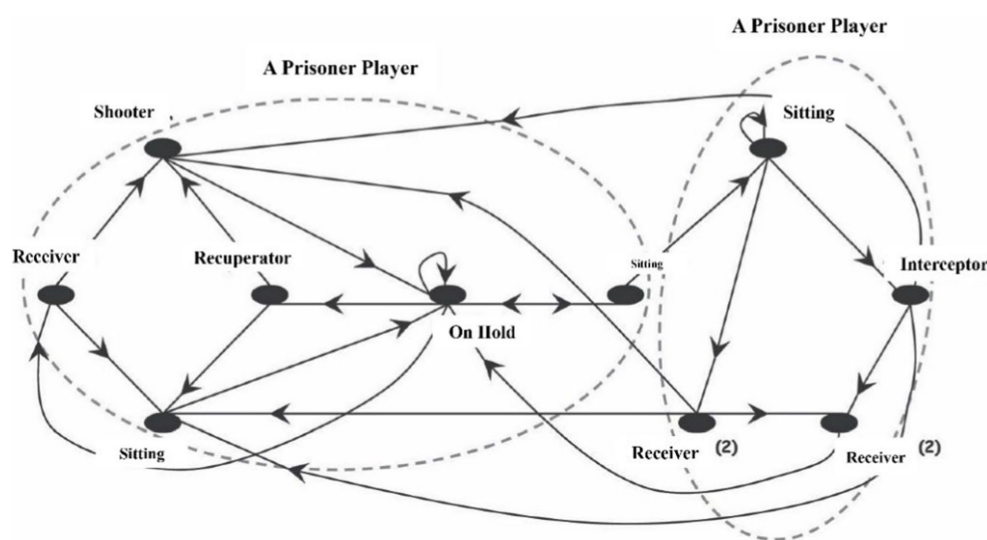 A Prisoner Player
A Prisoner Player
Shooter
Sitting
Receiver
Recuperator
Sitting
Interceptor
On Hold
Sitting
Receiver (2)
Receiver (2)